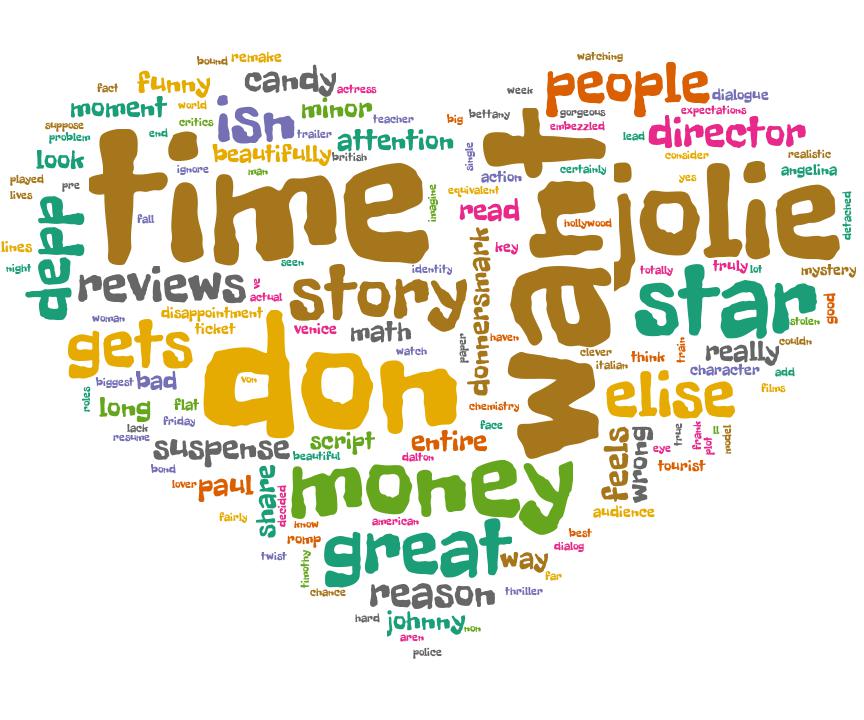 watching
bound remake
candy actress
funny
fact
people dialogue
week
moment world
isn minor
critics
trailer teacher
big bettany gorgeous expectations
embezzled
lead director
suppose
problem
end
attention
beautifully british
single
consider realistic
look
ignore man
action certainly yes angelina
played pre
lives
time
imagine
equivalent
want
jolie
detached
depp
fall
read
hollywood
lines
night
seen identity
key
totally truly lot mystery
reviews
ve
actual
story
donnersmark
star
good
stolen
woman disappointment
ticket
venice math
paper haven
couldn
gets
don
von
watch
clever
italian
think train really
character add
films
biggest bad
roles
long flat
friday
lack
resume
chemistry
face
elise
suspense script entire
beautiful dalton
feels
wrong
eye true frank plot ll model
tourist
bond
lover paul
share
decided
money
audience
fairly
know
romp
american
best
dialog
twist
timothy
great
way
far
chance reason thriller
hard johnny non
aren
police